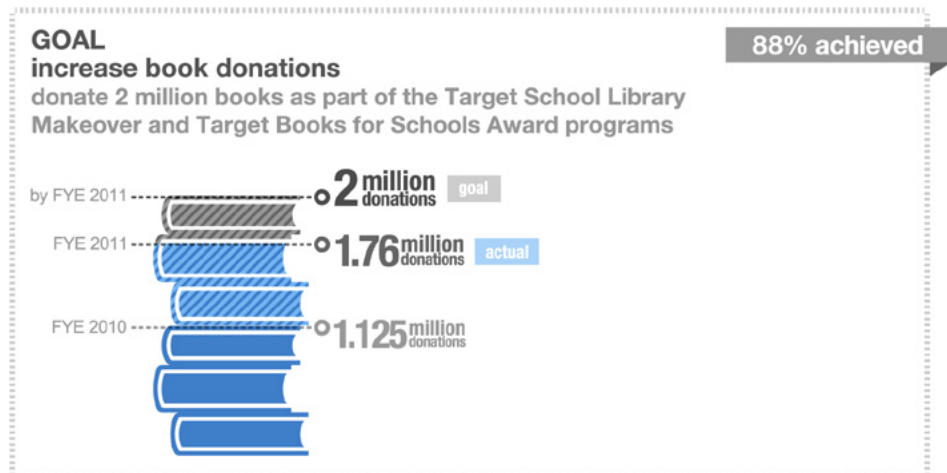 GOAL
88% achieved
increase book donations
donate 2 million books as part of the Target School Library
Makeover and Target Books for Schools Award programs
by FYE 2011
2 million donations
goal
FYE 2011
1.76 million donations
actual
FYE 2010
1.125 million donations